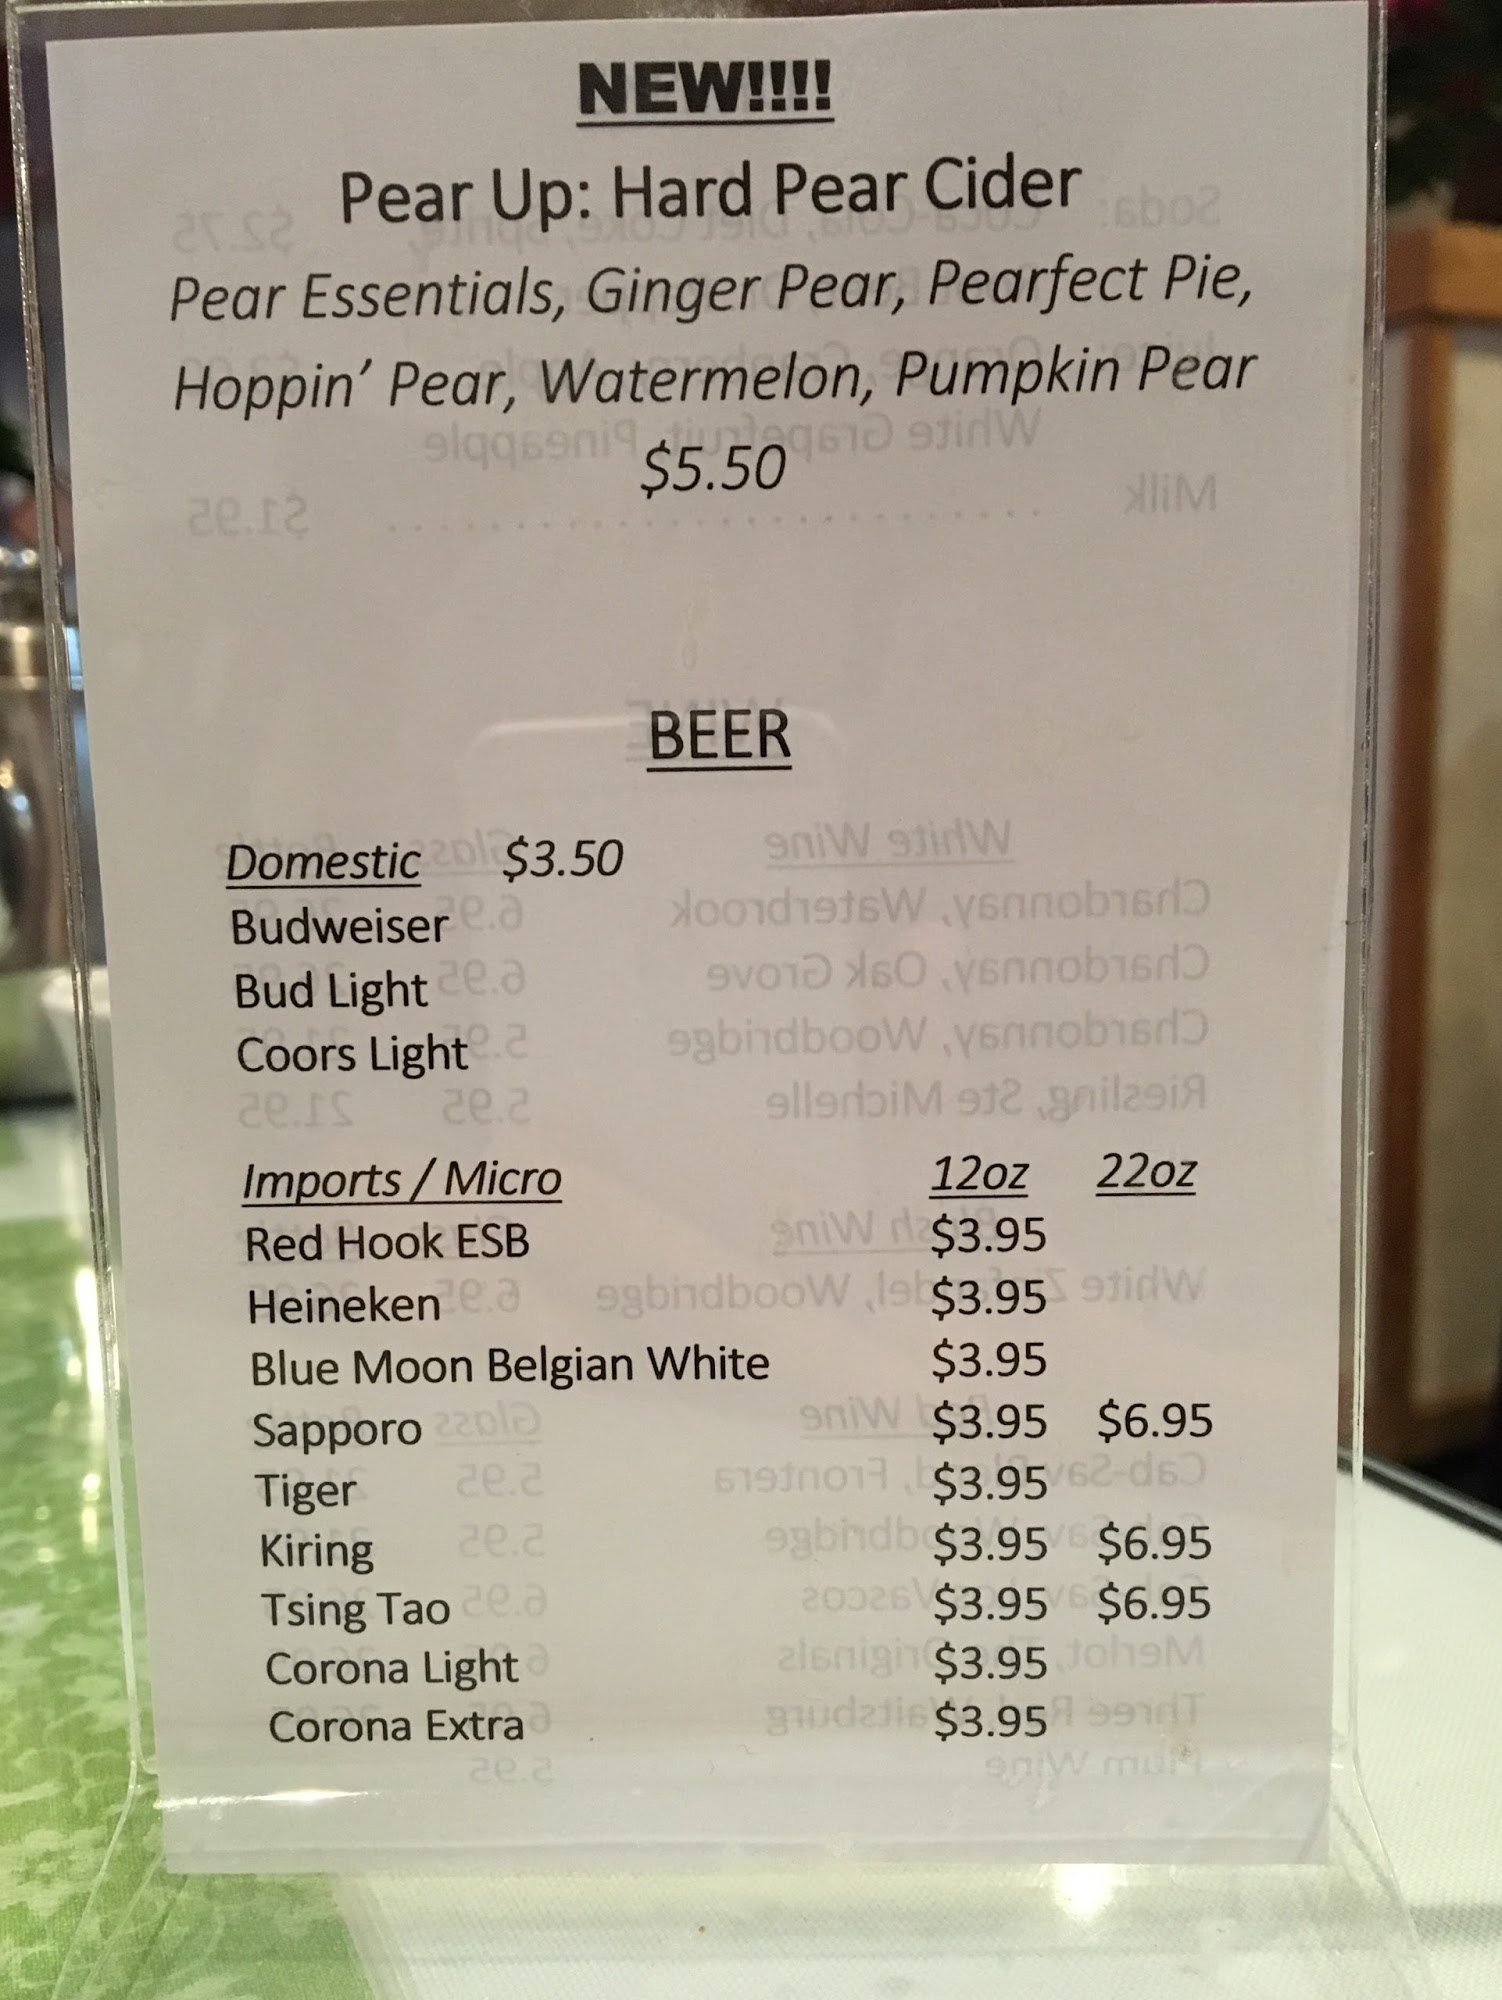 NEW!!!!
Pear Up: Hard Pear Cider
Pear Essentials, Ginger Pear, Pearfect Pie,
Hoppin' Pear, Watermelon, Pumpkin Pear
$5.50
BEER
Domestic $3.50
Budweiser
Bud Light
Coors Light
Imports / Micro 12oz 22oz
Red Hook ESB $3.95
Heineken $3.95
Blue Moon Belgian White $3.95
Sapporo $3.95 $6.95
Tiger $3.95
Kiring $3.95 $6.95
Tsing Tao $3.95 $6.95
Corona Light $3.95
Corona Extra $3.95